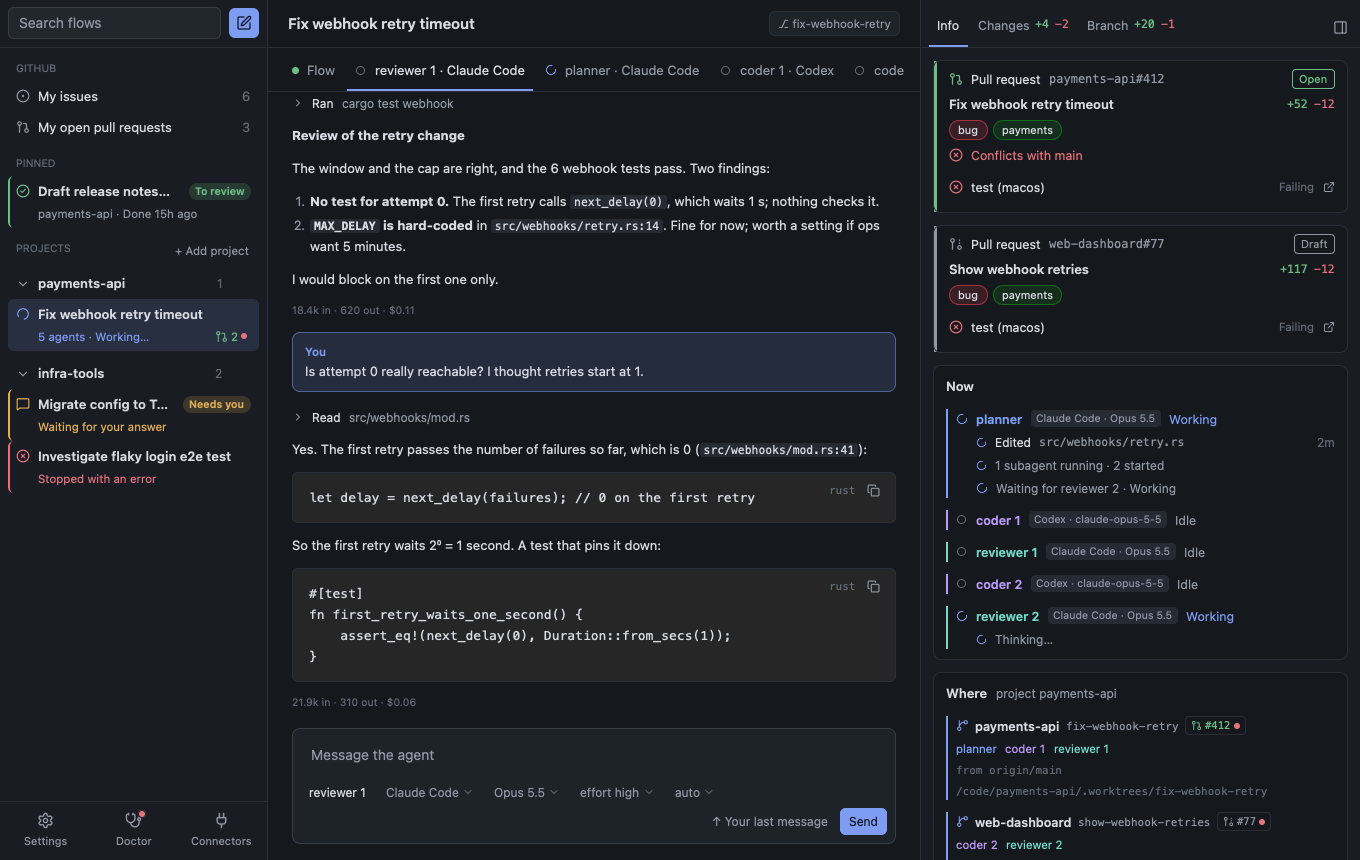 Search flows
GITHUB
My issues 6
My open pull requests 3
PINNED
Draft release notes... To review
payments-api · Done 15h ago
PROJECTS + Add project
payments-api 1
Fix webhook retry timeout
5 agents · Working... 2
infra-tools 2
Migrate config to T... Needs you
Waiting for your answer
Investigate flaky login e2e test
Stopped with an error
Settings Doctor Connectors
Fix webhook retry timeout fix-webhook-retry
Flow reviewer 1 · Claude Code planner · Claude Code coder 1 · Codex code
Ran cargo test webhook
Review of the retry change
The window and the cap are right, and the 6 webhook tests pass. Two findings:
1. No test for attempt 0. The first retry calls next_delay(0), which waits 1 s; nothing checks it.
2. MAX_DELAY is hard-coded in src/webhooks/retry.rs:14. Fine for now; worth a setting if ops
want 5 minutes.
I would block on the first one only.
18.4k in · 620 out · $0.11
You
Is attempt 0 really reachable? I thought retries start at 1.
Read src/webhooks/mod.rs
Yes. The first retry passes the number of failures so far, which is 0 (src/webhooks/mod.rs:41):
rust
let delay = next_delay(failures); // 0 on the first retry
So the first retry waits 2⁰ = 1 second. A test that pins it down:
rust
#[test]
fn first_retry_waits_one_second() {
    assert_eq!(next_delay(0), Duration::from_secs(1));
}
21.9k in · 310 out · $0.06
Message the agent
reviewer 1 Claude Code Opus 5.5 effort high auto
↑ Your last message Send
Info Changes +4 −2 Branch +20 −1
Pull request payments-api#412 Open
Fix webhook retry timeout +52 −12
bug payments
Conflicts with main
test (macos) Failing
Pull request web-dashboard#77 Draft
Show webhook retries +117 −12
bug payments
test (macos) Failing
Now
planner Claude Code · Opus 5.5 Working
Edited src/webhooks/retry.rs 2m
1 subagent running · 2 started
Waiting for reviewer 2 · Working
coder 1 Codex · claude-opus-5-5 Idle
reviewer 1 Claude Code · Opus 5.5 Idle
coder 2 Codex · claude-opus-5-5 Idle
reviewer 2 Claude Code · Opus 5.5 Working
Thinking...
Where project payments-api
payments-api fix-webhook-retry #412
planner coder 1 reviewer 1
from origin/main
/code/payments-api/.worktrees/fix-webhook-retry
web-dashboard show-webhook-retries #77
coder 2 reviewer 2